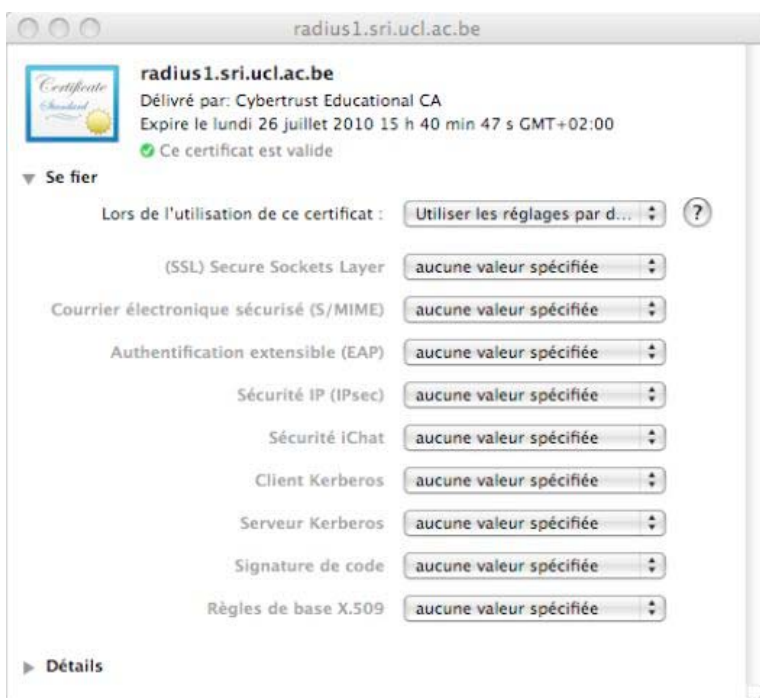 radius1.sri.ucl.ac.be
Certificate
Standard
radius1.sri.ucl.ac.be
Délivré par: Cybertrust Educational CA
Expire le lundi 26 juillet 2010 15 h 40 min 47 s GMT+02:00
Ce certificat est valide
Se fier
Lors de l'utilisation de ce certificat : Utiliser les réglages par d... ?
(SSL) Secure Sockets Layer aucune valeur spécifiée
Courrier électronique sécurisé (S/MIME) aucune valeur spécifiée
Authentification extensible (EAP) aucune valeur spécifiée
Sécurité IP (IPsec) aucune valeur spécifiée
Sécurité iChat aucune valeur spécifiée
Client Kerberos aucune valeur spécifiée
Serveur Kerberos aucune valeur spécifiée
Signature de code aucune valeur spécifiée
Règles de base X.509 aucune valeur spécifiée
Détails